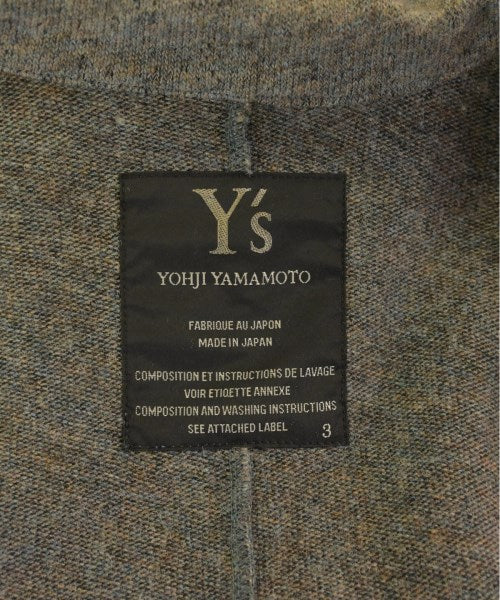 Y's
YOHJI YAMAMOTO
FABRIQUE AU JAPON
MADE IN JAPAN
COMPOSITION ET INSTRUCTIONS DE LAVAGE
VOIR ETIQETTE ANNEXE
COMPOSITION AND WASHING INSTRUCTIONS
SEE ATTACHED LABEL 3